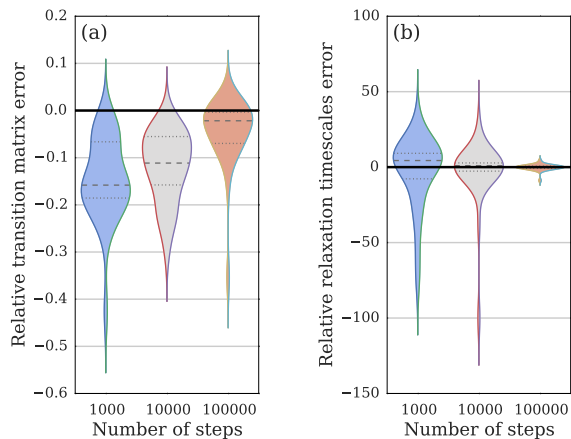 (a)
Relative transition matrix error
0.2
0.1
0.0
−0.1
−0.2
−0.3
−0.4
−0.5
−0.6
1000 10000 100000
Number of steps
(b)
Relative relaxation timescales error
100
50
0
−50
−100
−150
1000 10000 100000
Number of steps